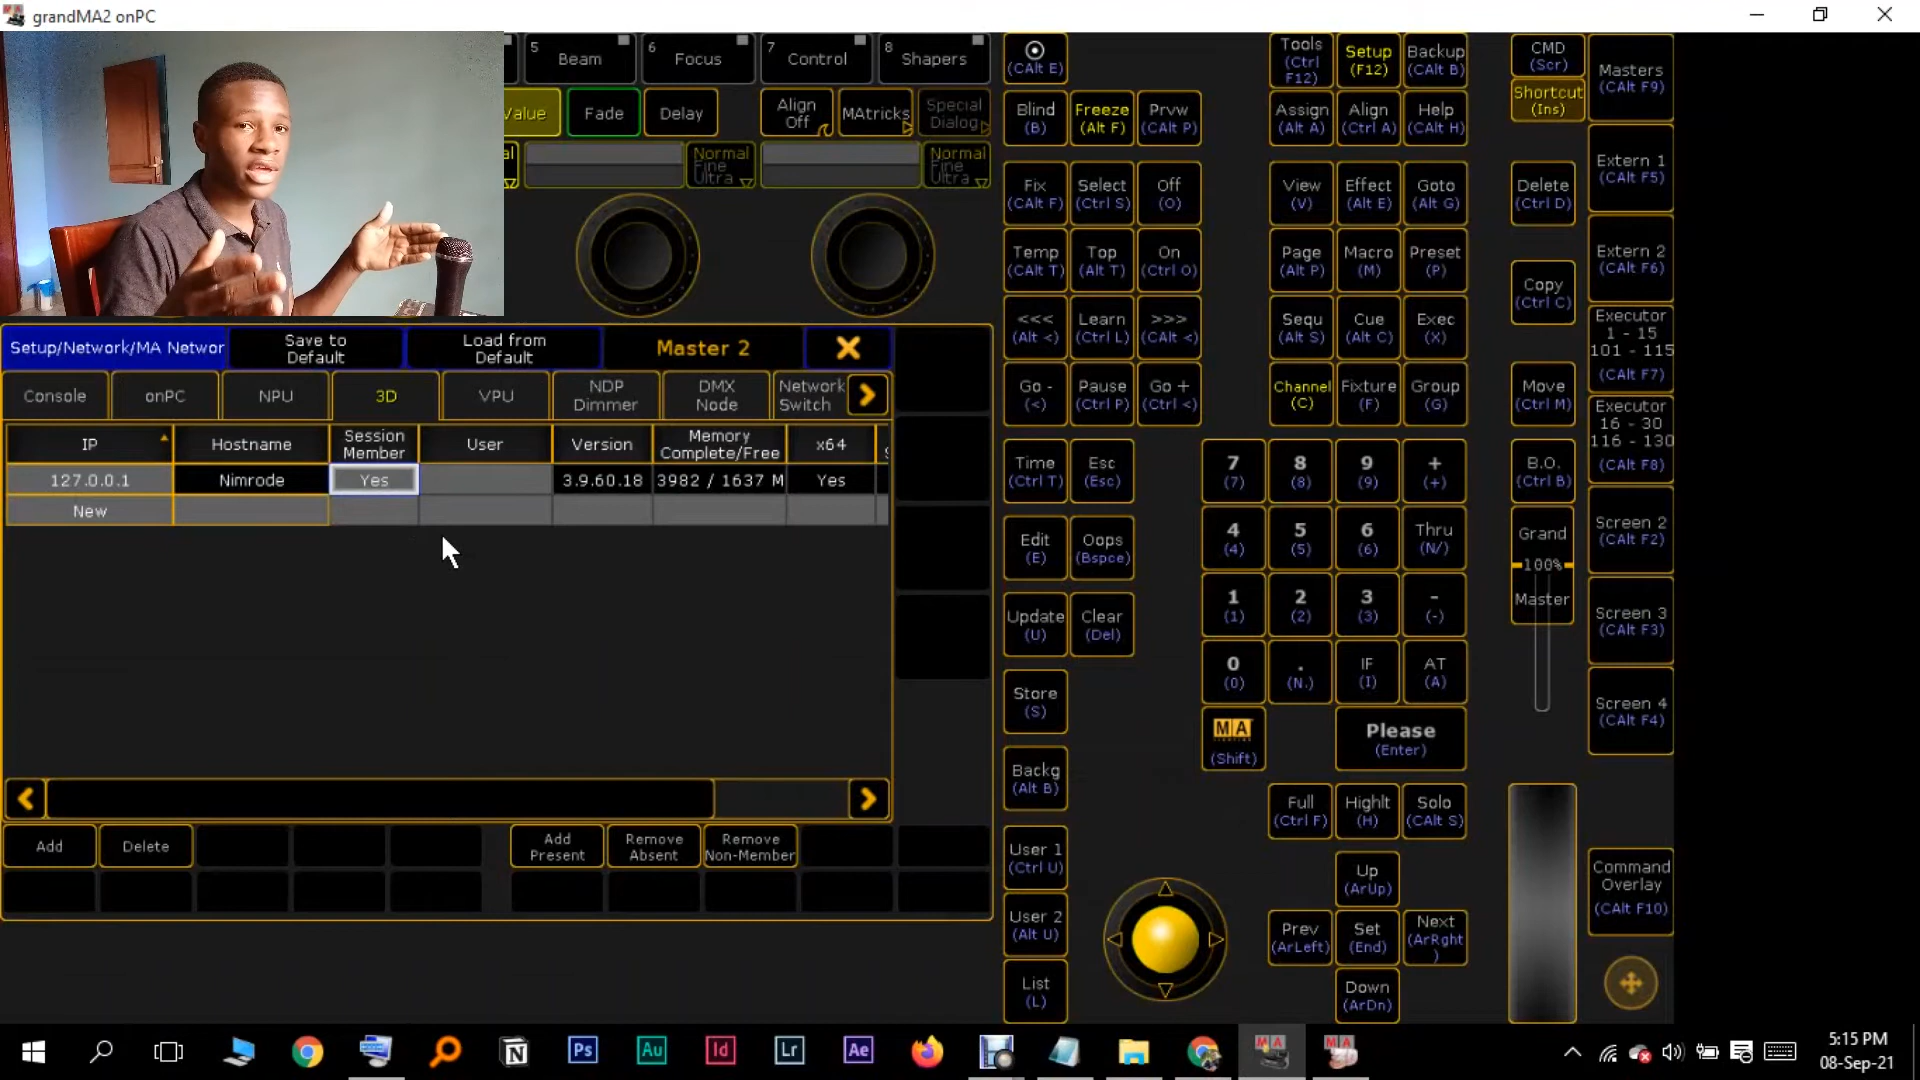 grandMA2 onPC
5 Beam
6 Focus
7 Control
8 Shapers
Value
Fade
Delay
Align
Off
MAtricks
Special
Dialog
Normal
Fine
Ultra
Normal
Fine
Ultra
(CAlt E)
Tools
(Ctrl
F12)
Setup
(F12)
Backup
(CAlt B)
CMD
(Scr)
Shortcut
(Ins)
Masters
(CAlt F9)
Blind
(B)
Freeze
(Alt F)
Prvw
(CAlt P)
Assign
(Alt A)
Align
(Ctrl A)
Help
(CAlt H)
Extern 1
(CAlt F5)
Fix
(CAlt F)
Select
(Ctrl S)
Off
(O)
View
(V)
Effect
(Alt E)
Goto
(Alt G)
Delete
(Ctrl D)
Extern 2
(CAlt F6)
Temp
(CAlt T)
Top
(Alt T)
On
(Ctrl O)
Page
(Alt P)
Macro
(M)
Preset
(P)
Copy
(Ctrl C)
<<<
(Alt <)
Learn
(Ctrl L)
>>>
(CAlt <)
Sequ
(Alt S)
Cue
(Alt C)
Exec
(X)
Executor
1 - 15
101 - 115
(CAlt F7)
Go -
(<)
Pause
(Ctrl P)
Go +
(Ctrl <)
Channel
(C)
Fixture
(F)
Group
(G)
Move
(Ctrl M)
Executor
16 - 30
116 - 130
(CAlt F8)
Setup/Network/MA Networ
Save to
Default
Load from
Default
Master 2
Console
onPC
NPU
3D
VPU
NDP
Dimmer
DMX
Node
Network
Switch
IP
Hostname
Session
Member
User
Version
Memory
Complete/Free
x64
127.0.0.1
Nimrode
Yes
3.9.60.18
3982 / 1637 M
Yes
New
Add
Delete
Add
Present
Remove
Absent
Remove
Non-Member
Time
(Ctrl T)
Esc
(Esc)
7
(7)
8
(8)
9
(9)
+
(+)
B.O.
(Ctrl B)
Edit
(E)
Oops
(Bspce)
4
(4)
5
(5)
6
(6)
Thru
(N/)
Grand
100%
Master
Screen 2
(CAlt F2)
Update
(U)
Clear
(Del)
1
(1)
2
(2)
3
(3)
-
(-)
Screen 3
(CAlt F3)
Store
(S)
0
(0)
.
(N.)
IF
(I)
AT
(A)
Screen 4
(CAlt F4)
Backg
(Alt B)
MA
(Shift)
Please
(Enter)
User 1
(Ctrl U)
Full
(Ctrl F)
Highlt
(H)
Solo
(CAlt S)
Command
Overlay
(CAlt F10)
User 2
(Alt U)
Up
(ArUp)
Prev
(ArLeft)
Set
(End)
Next
(ArRght
)
List
(L)
Down
(ArDn)
Ps
Au
Id
Lr
Ae
MA
MA
5:15 PM
08-Sep-21